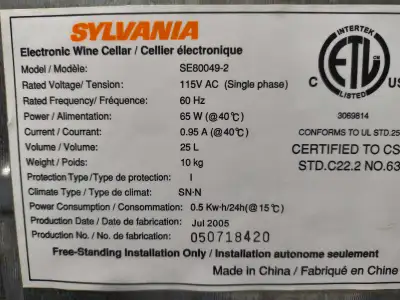 SYLVANIA
Electronic Wine Cellar / Cellier électronique
Model / Modèle: SE80049-2
Rated Voltage/ Tension: 115V AC (Single phase)
Rated Frequency/ Fréquence: 60 Hz
Power / Alimentation: 65 W (@40℃)
Current / Courrant: 0.95 A (@40℃)
Volume / Volume: 25 L
Weight / Poids: 10 kg
Protection Type / Type de protection: I
Climate Type / Type de climat: SN-N
Power Consumption / Consommation: 0.5 Kw·h/24h(@15℃)
Production Date / Date de fabrication: Jul 2005
Production No. / No. de fabrication: 050718420
Free-Standing Installation Only / Installation autonome seulement
Made in China / Fabriqué en Chine
INTERTEK
ETL
LISTED
C US
3069814
CONFORMS TO UL STD.25
CERTIFIED TO CS
STD.C22.2 NO.63